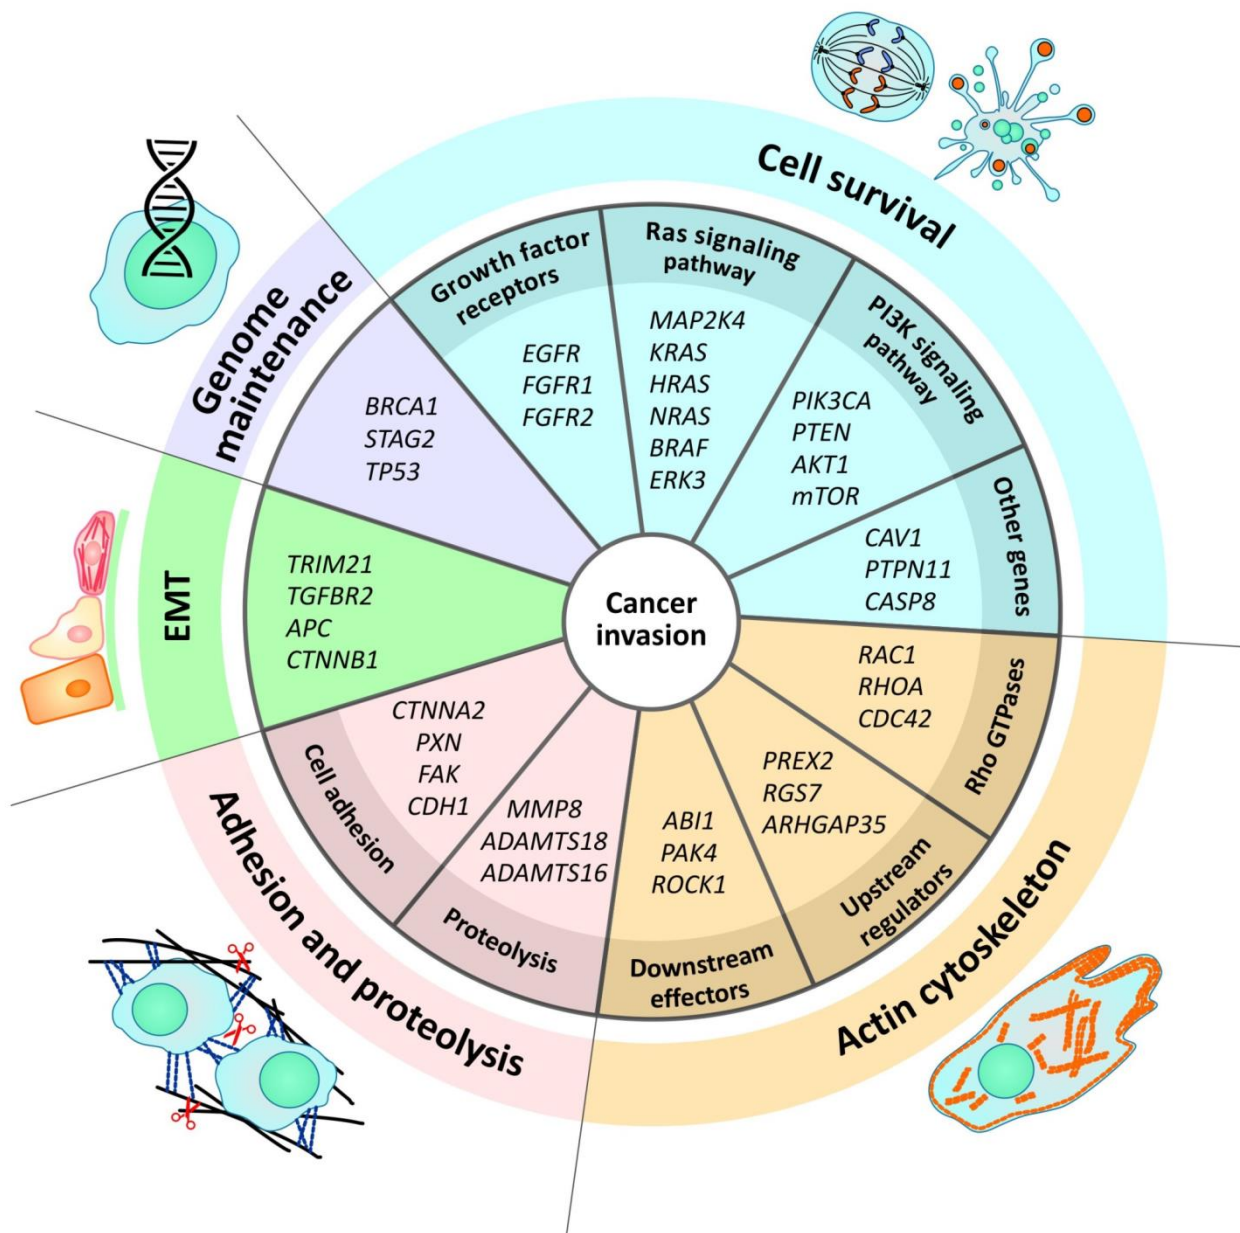 Cell survival
Growth factor
receptors
EGFR
FGFR1
FGFR2
Ras signaling
pathway
MAP2K4
KRAS
HRAS
NRAS
BRAF
ERK3
PI3K signaling
pathway
PIK3CA
PTEN
AKT1
mTOR
Other genes
CAV1
PTPN11
CASP8
Actin cytoskeleton
Rho GTPases
RAC1
RHOA
CDC42
Upstream
regulators
PREX2
RGS7
ARHGAP35
Downstream
effectors
ABI1
PAK4
ROCK1
Adhesion and proteolysis
Proteolysis
MMP8
ADAMTS18
ADAMTS16
Cell adhesion
CTNNA2
PXN
FAK
CDH1
EMT
TRIM21
TGFBR2
APC
CTNNB1
Genome
maintenance
BRCA1
STAG2
TP53
Cancer
invasion